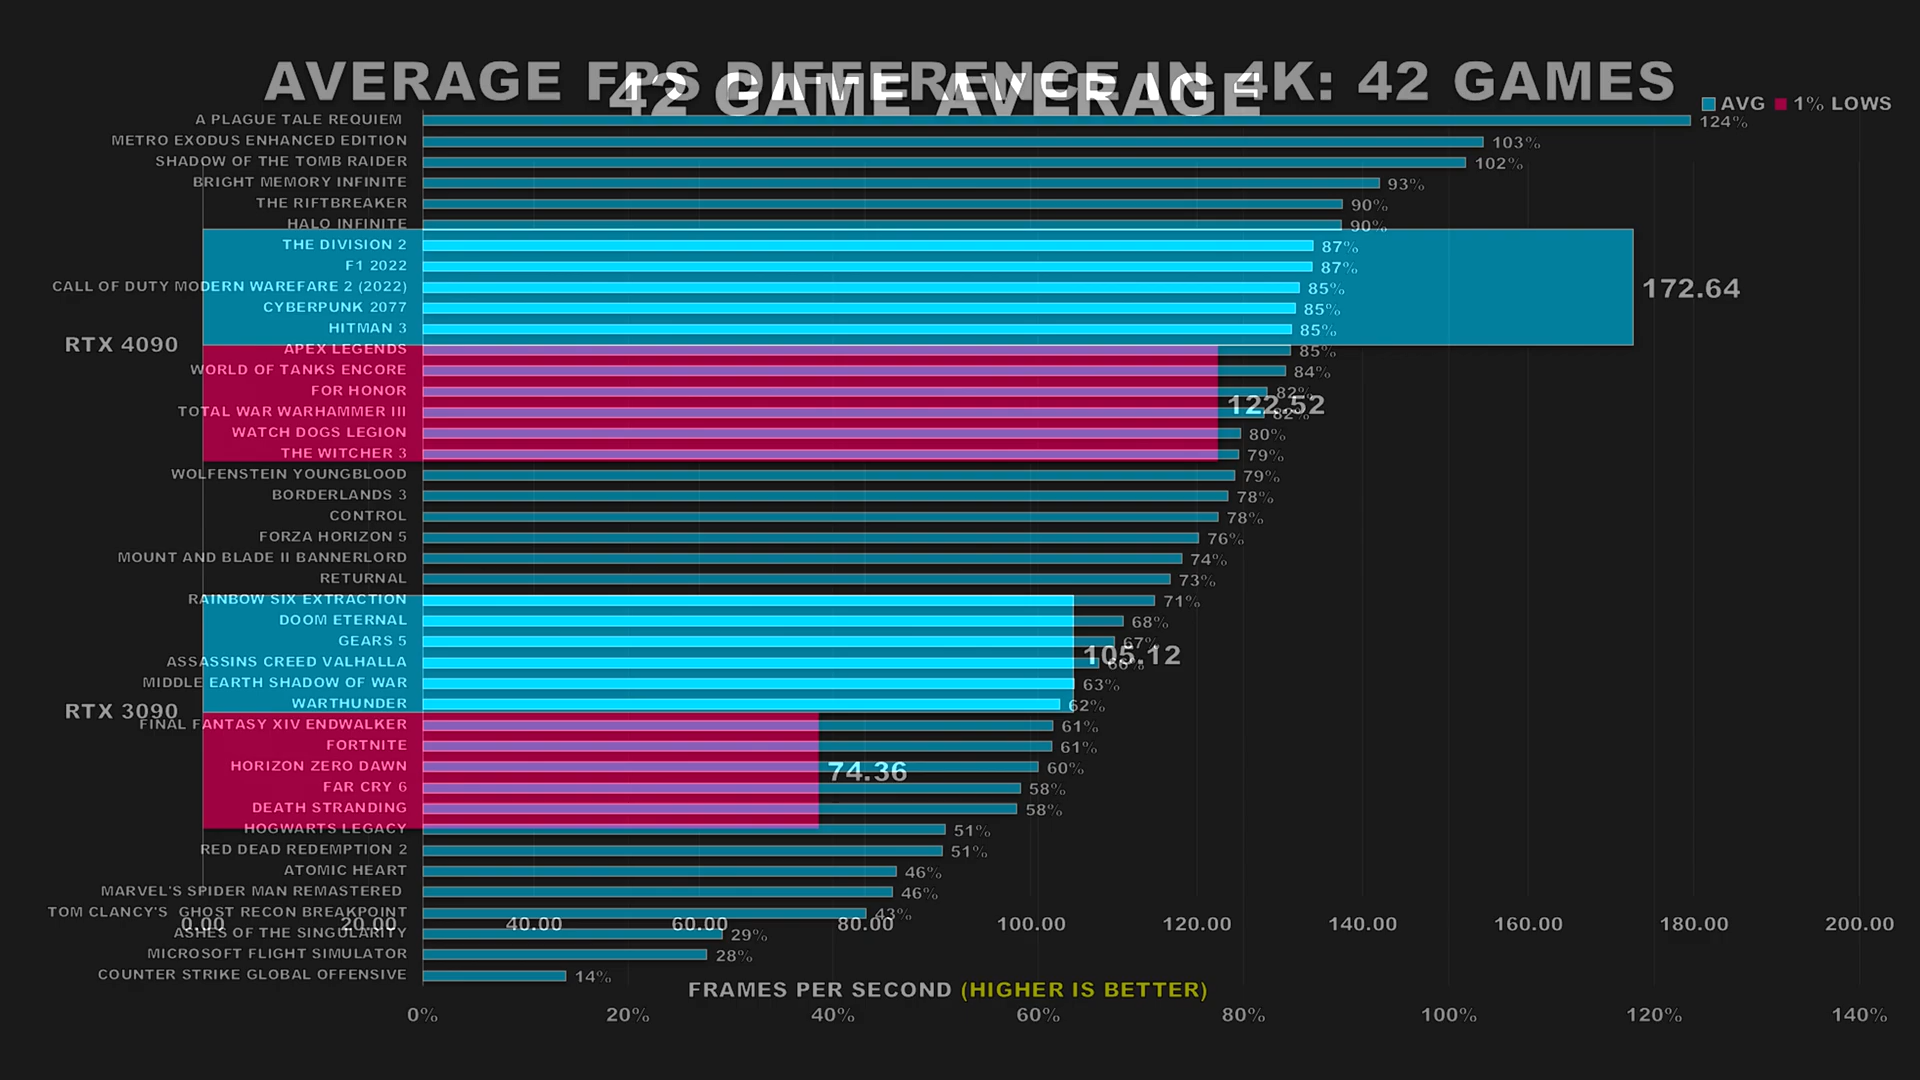 AVERAGE FPS DIFFERENCE IN 4K: 42 GAMES
42 GAME AVERAGE
AVG 1% LOWS
A PLAGUE TALE REQUIEM 124%
METRO EXODUS ENHANCED EDITION 103%
SHADOW OF THE TOMB RAIDER 102%
BRIGHT MEMORY INFINITE 93%
THE RIFTBREAKER 90%
HALO INFINITE 90%
THE DIVISION 2 87%
F1 2022 87%
CALL OF DUTY MODERN WAREFARE 2 (2022) 85%
172.64
CYBERPUNK 2077 85%
HITMAN 3 85%
RTX 4090
APEX LEGENDS 85%
WORLD OF TANKS ENCORE 84%
FOR HONOR 82%
122.52
TOTAL WAR WARHAMMER III 82%
WATCH DOGS LEGION 80%
THE WITCHER 3 79%
WOLFENSTEIN YOUNGBLOOD 79%
BORDERLANDS 3 78%
CONTROL 78%
FORZA HORIZON 5 76%
MOUNT AND BLADE II BANNERLORD 74%
RETURNAL 73%
RAINBOW SIX EXTRACTION 71%
DOOM ETERNAL 68%
GEARS 5 67%
105.12
ASSASSINS CREED VALHALLA 66%
MIDDLE EARTH SHADOW OF WAR 63%
WARTHUNDER 62%
RTX 3090
FINAL FANTASY XIV ENDWALKER 61%
FORTNITE 61%
HORIZON ZERO DAWN 60%
74.36
FAR CRY 6 58%
DEATH STRANDING 58%
HOGWARTS LEGACY 51%
RED DEAD REDEMPTION 2 51%
ATOMIC HEART 46%
MARVEL'S SPIDER MAN REMASTERED 46%
TOM CLANCY'S GHOST RECON BREAKPOINT 43%
0.00 20.00 40.00 60.00 80.00 100.00 120.00 140.00 160.00 180.00 200.00
ASHES OF THE SINGULARITY 29%
MICROSOFT FLIGHT SIMULATOR 28%
COUNTER STRIKE GLOBAL OFFENSIVE 14%
FRAMES PER SECOND (HIGHER IS BETTER)
0% 20% 40% 60% 80% 100% 120% 140%